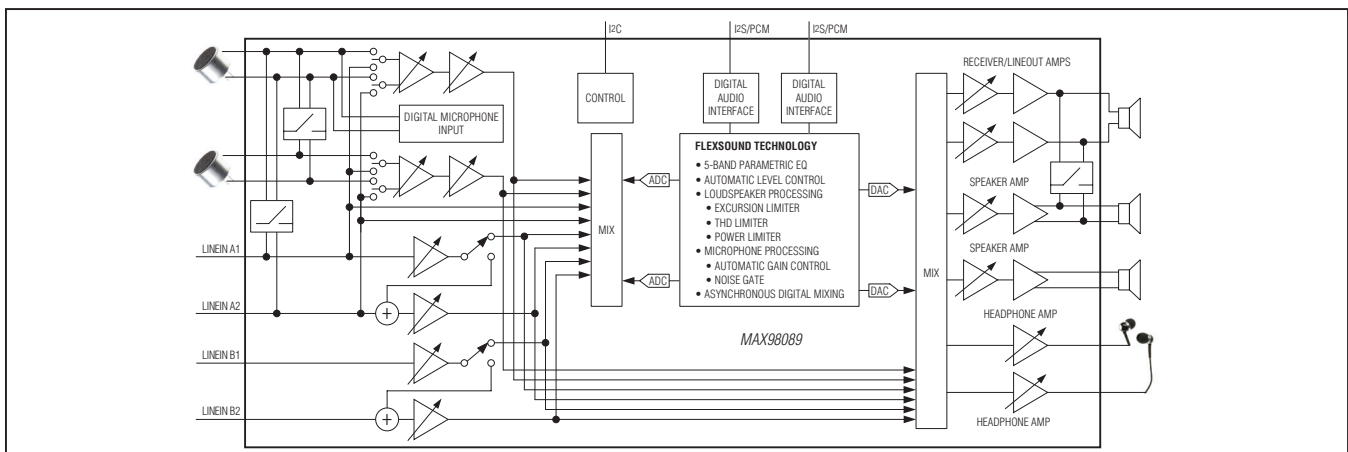 I2C
I2S/PCM
I2S/PCM
RECEIVER/LINEOUT AMPS
CONTROL
DIGITAL
AUDIO
INTERFACE
DIGITAL
AUDIO
INTERFACE
DIGITAL MICROPHONE
INPUT
FLEXSOUND TECHNOLOGY
• 5-BAND PARAMETRIC EQ
• AUTOMATIC LEVEL CONTROL
• LOUDSPEAKER PROCESSING
• EXCURSION LIMITER
• THD LIMITER
• POWER LIMITER
• MICROPHONE PROCESSING
• AUTOMATIC GAIN CONTROL
• NOISE GATE
• ASYNCHRONOUS DIGITAL MIXING
ADC
ADC
DAC
DAC
MIX
MIX
SPEAKER AMP
SPEAKER AMP
LINEIN A1
LINEIN A2
+
LINEIN B1
LINEIN B2
+
MAX98089
HEADPHONE AMP
HEADPHONE AMP